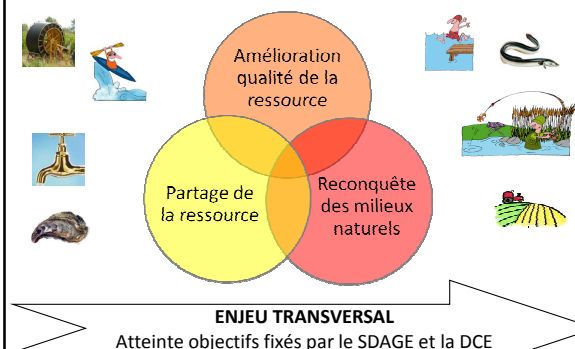 Amélioration
qualité de la
ressource
Partage de
la ressource
Reconquête
des milieux
naturels
ENJEU TRANSVERSAL
Atteinte objectifs fixés par le SDAGE et la DCE